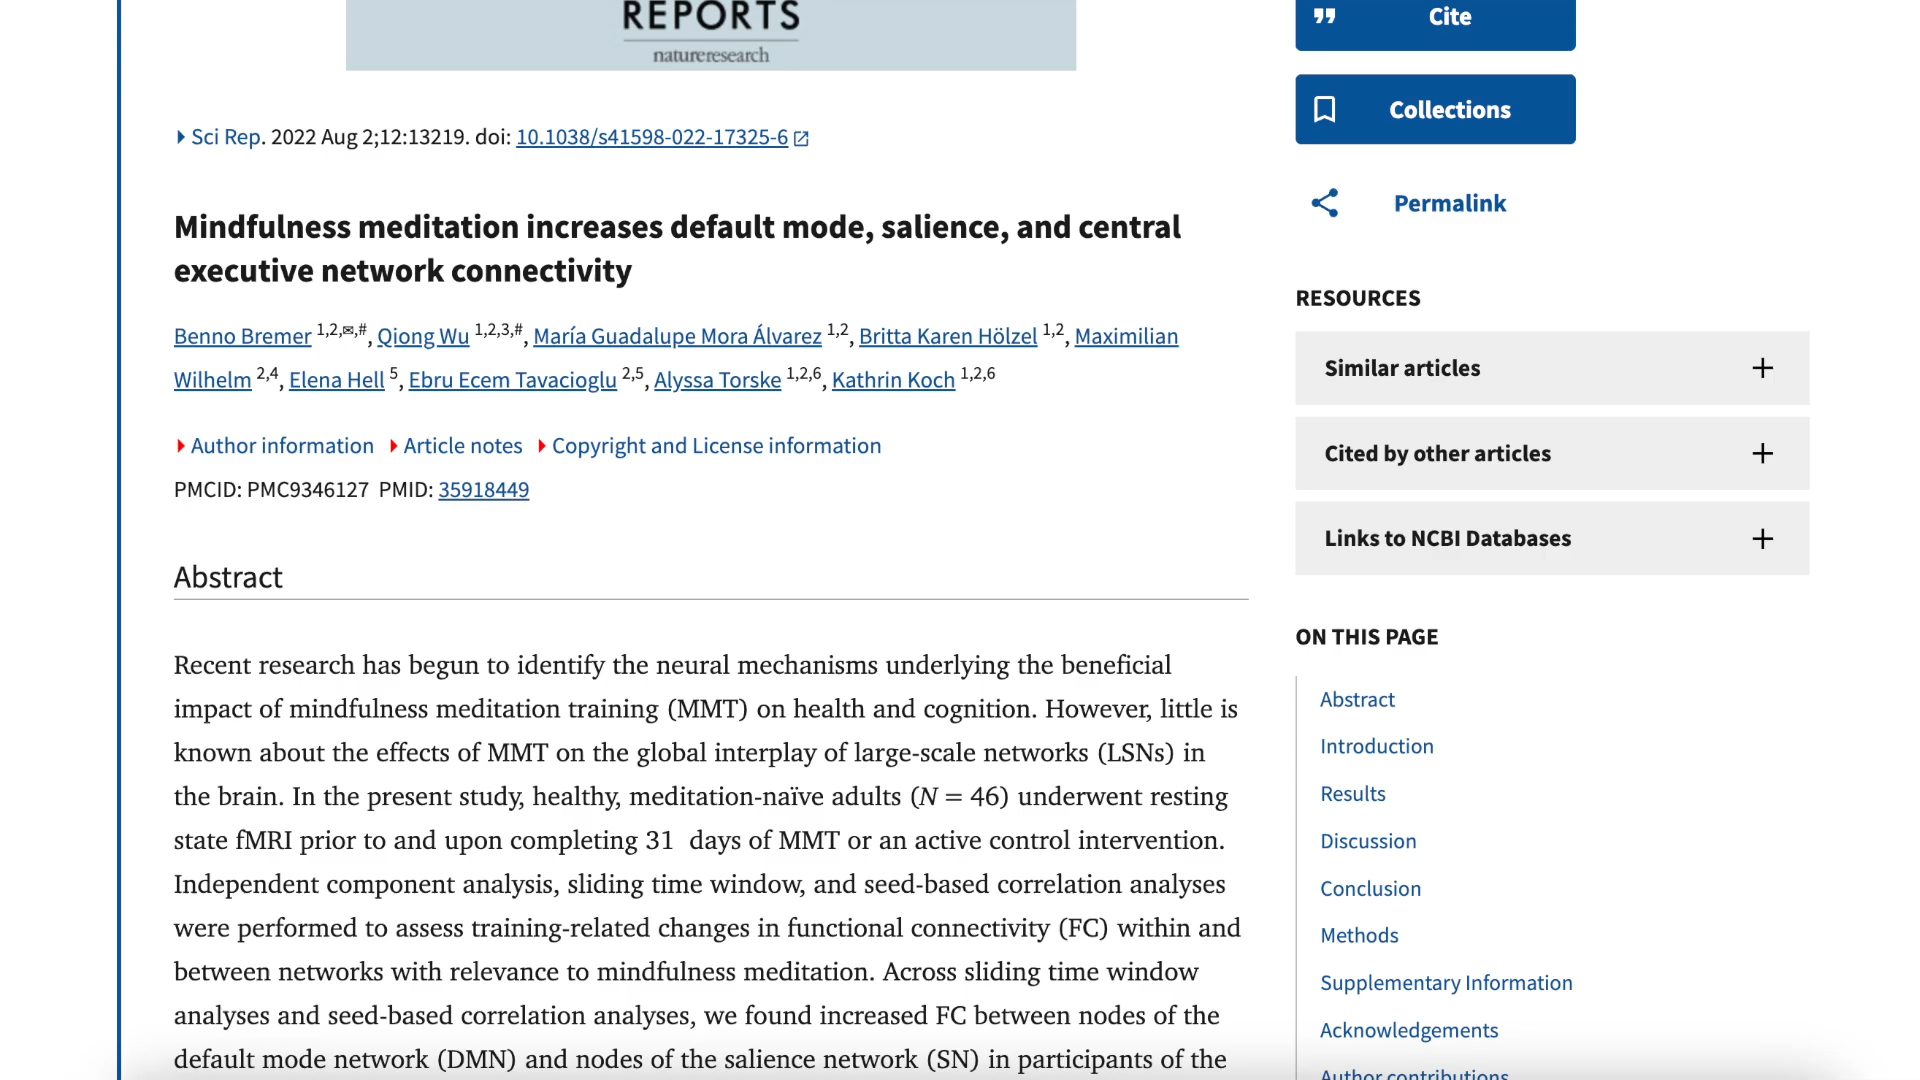 REPORTS
natureresearch
Sci Rep. 2022 Aug 2;12:13219. doi: 10.1038/s41598-022-17325-6
Mindfulness meditation increases default mode, salience, and central
executive network connectivity
Benno Bremer 1,2,✉,#, Qiong Wu 1,2,3,#, María Guadalupe Mora Álvarez 1,2, Britta Karen Hölzel 1,2, Maximilian
Wilhelm 2,4, Elena Hell 5, Ebru Ecem Tavacioglu 2,5, Alyssa Torske 1,2,6, Kathrin Koch 1,2,6
Author information Article notes Copyright and License information
PMCID: PMC9346127 PMID: 35918449
Abstract
Recent research has begun to identify the neural mechanisms underlying the beneficial
impact of mindfulness meditation training (MMT) on health and cognition. However, little is
known about the effects of MMT on the global interplay of large-scale networks (LSNs) in
the brain. In the present study, healthy, meditation-naïve adults (N = 46) underwent resting
state fMRI prior to and upon completing 31 days of MMT or an active control intervention.
Independent component analysis, sliding time window, and seed-based correlation analyses
were performed to assess training-related changes in functional connectivity (FC) within and
between networks with relevance to mindfulness meditation. Across sliding time window
analyses and seed-based correlation analyses, we found increased FC between nodes of the
default mode network (DMN) and nodes of the salience network (SN) in participants of the
Cite
Collections
Permalink
RESOURCES
Similar articles
Cited by other articles
Links to NCBI Databases
ON THIS PAGE
Abstract
Introduction
Results
Discussion
Conclusion
Methods
Supplementary Information
Acknowledgements
Author contributions